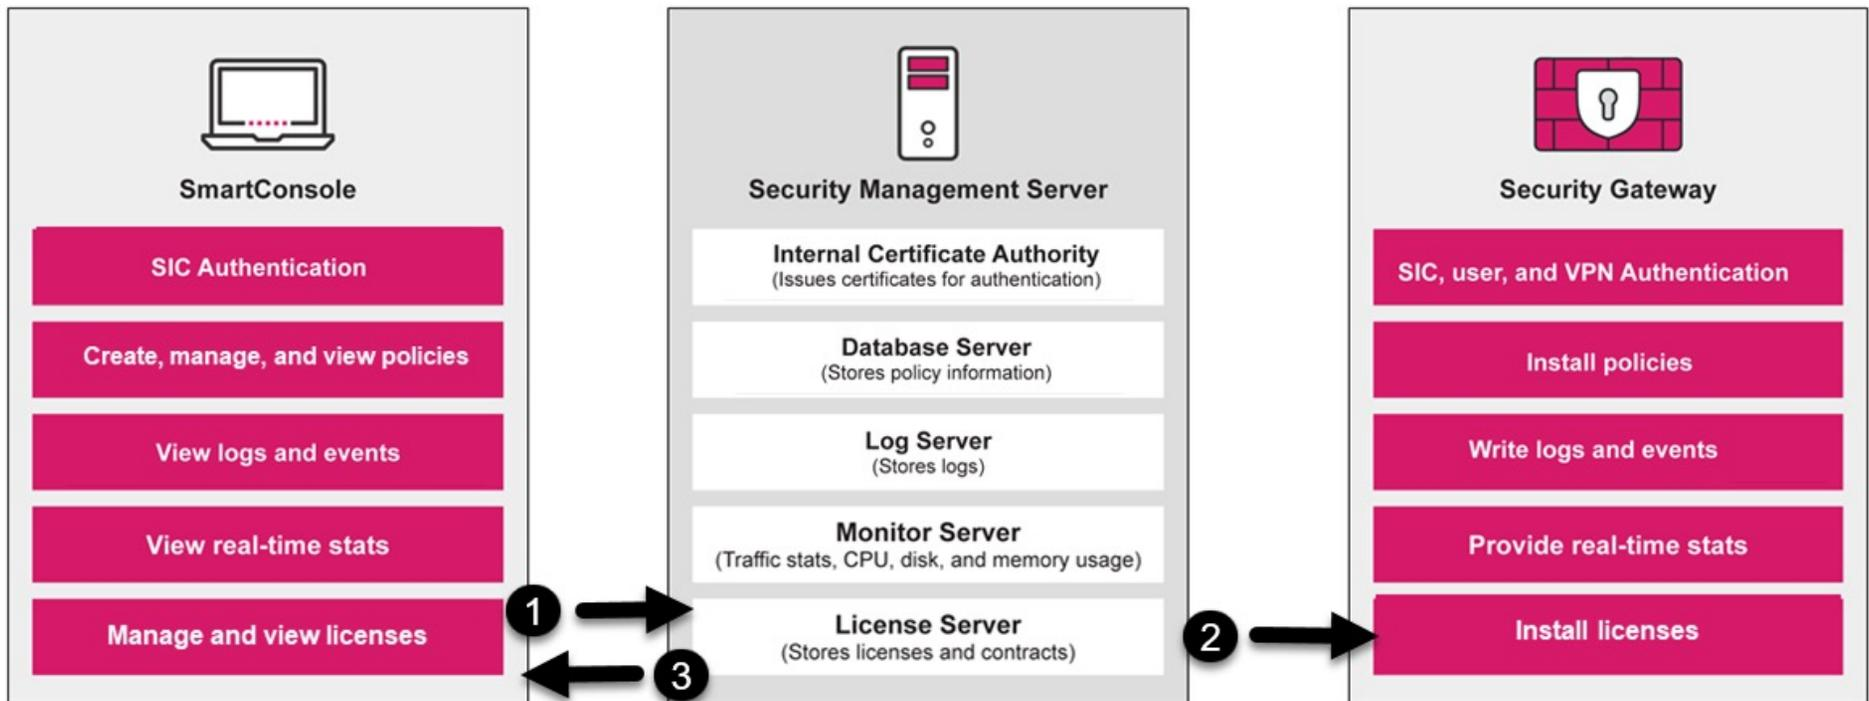 SmartConsole
SIC Authentication
Create, manage, and view policies
View logs and events
View real-time stats
Manage and view licenses
1
3
Security Management Server
Internal Certificate Authority
(Issues certificates for authentication)
Database Server
(Stores policy information)
Log Server
(Stores logs)
Monitor Server
(Traffic stats, CPU, disk, and memory usage)
License Server
(Stores licenses and contracts)
2
Security Gateway
SIC, user, and VPN Authentication
Install policies
Write logs and events
Provide real-time stats
Install licenses